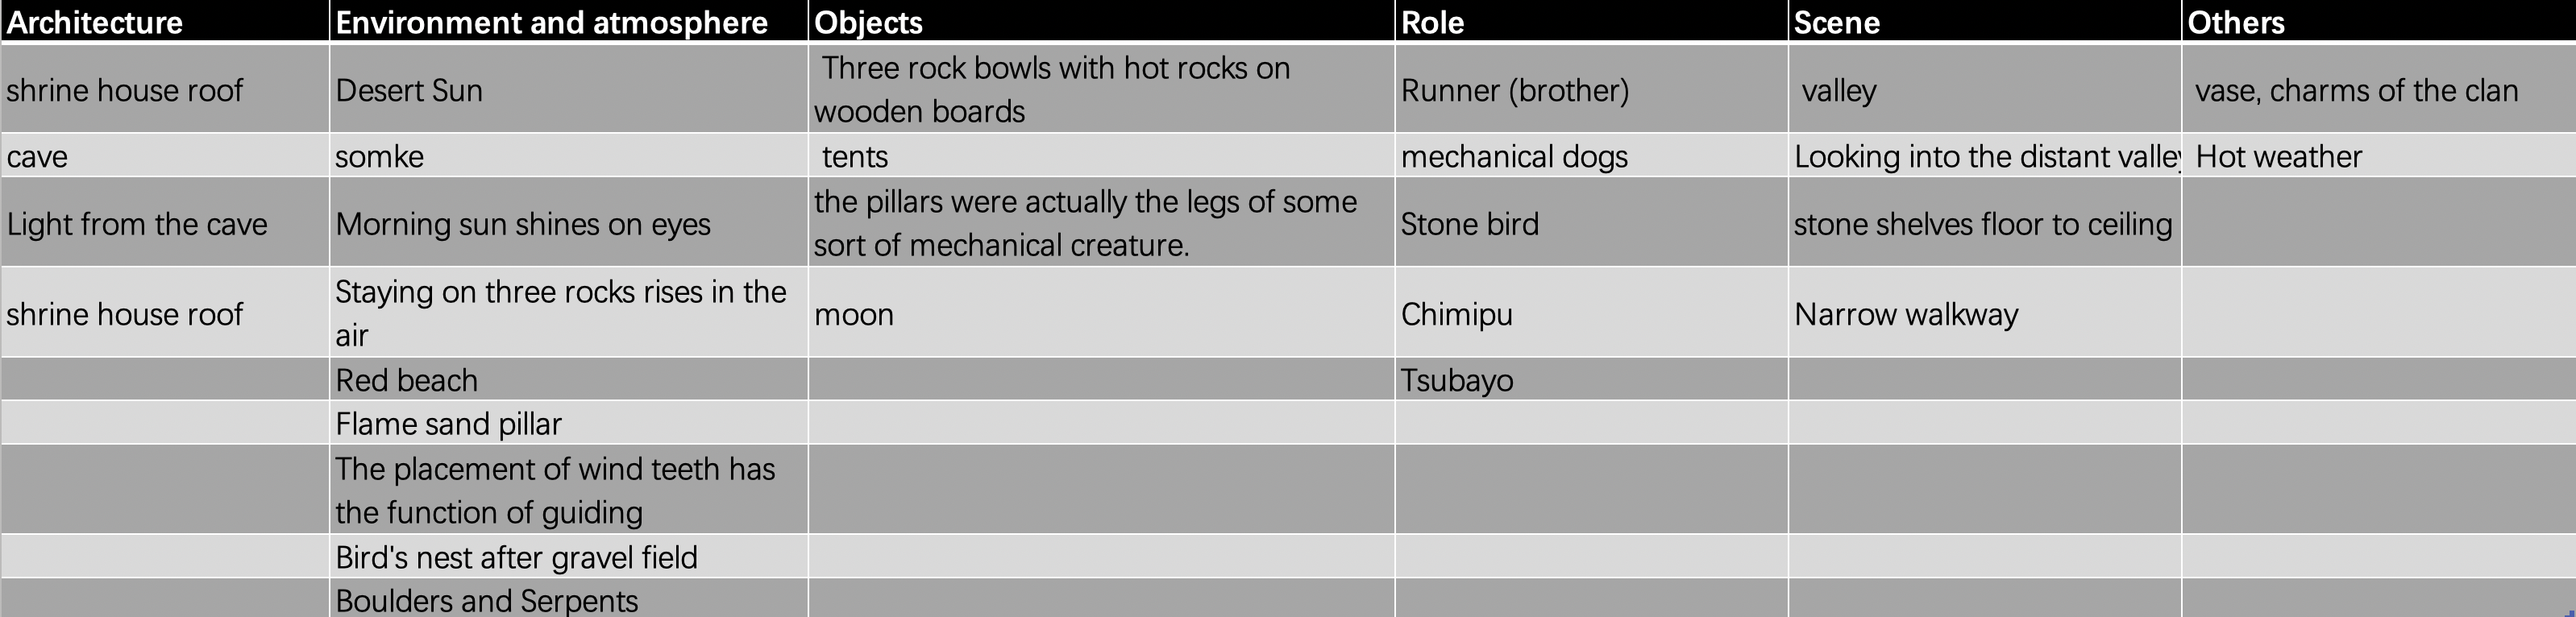 Architecture Environment and atmosphere Objects Role Scene Others
shrine house roof Desert Sun Three rock bowls with hot rocks on Runner (brother) valley vase, charms of the clan
wooden boards
cave somke tents mechanical dogs Looking into the distant valley Hot weather
Light from the cave Morning sun shines on eyes the pillars were actually the legs of some Stone bird stone shelves floor to ceiling
sort of mechanical creature.
shrine house roof Staying on three rocks rises in the moon Chimipu Narrow walkway
air
Red beach Tsubayo
Flame sand pillar
The placement of wind teeth has
the function of guiding
Bird's nest after gravel field
Boulders and Serpents